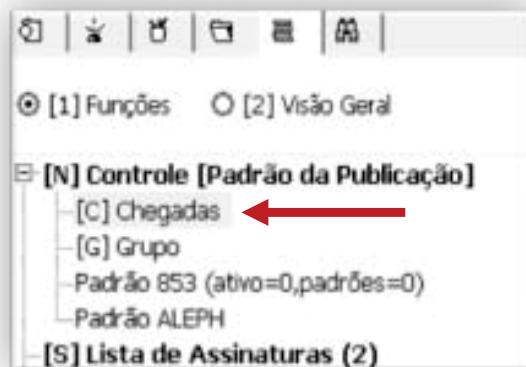 [1] Funções [2] Visão Geral
[N] Controle [Padrão da Publicação]
[C] Chegadas
[G] Grupo
Padrão 853 (ativo=0,padrões=0)
Padrão ALEPH
[S] Lista de Assinaturas (2)